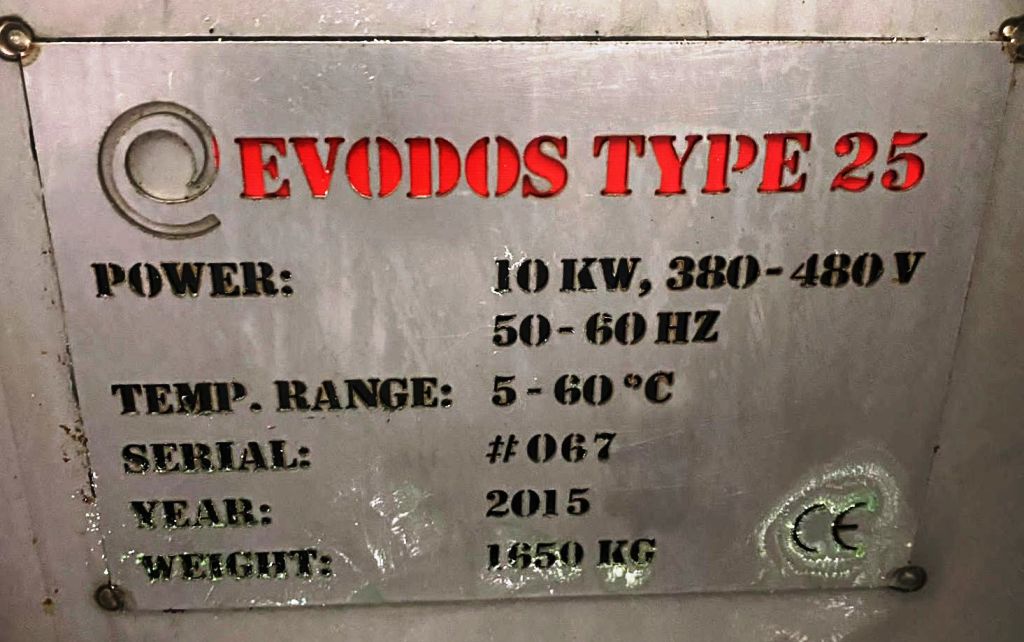 EVODOS TYPE 25
POWER: 10 KW, 380-480 V
50-60 HZ
TEMP. RANGE: 5-60 °C
SERIAL: #067
YEAR: 2015
WEIGHT: 1650 KG
CE